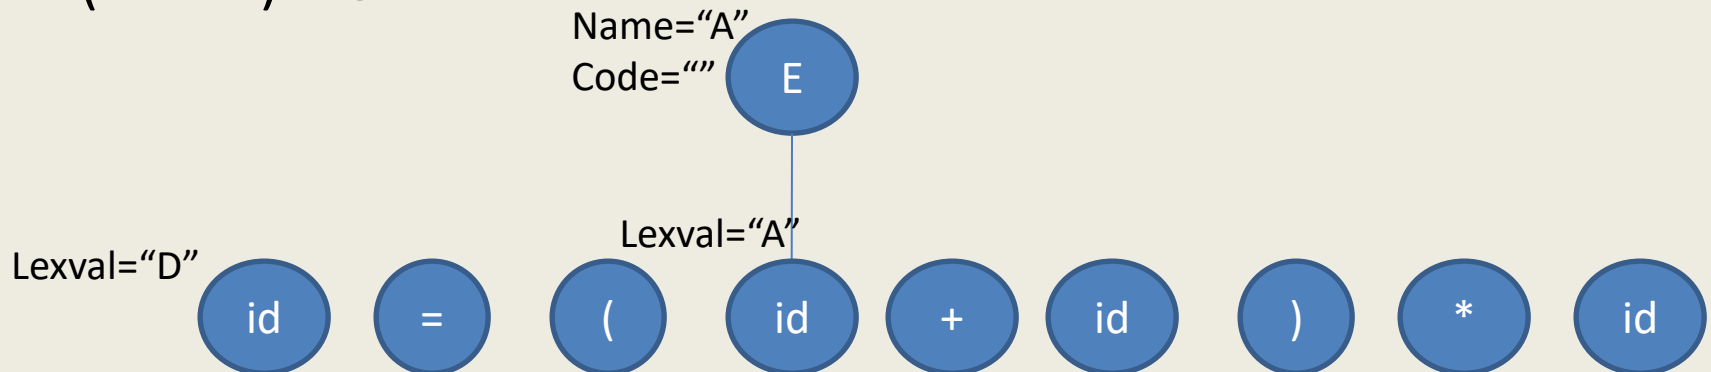 Name=“A”
Code=“”
E
Lexval=“A”
Lexval=“D”
id = ( id + id ) * id